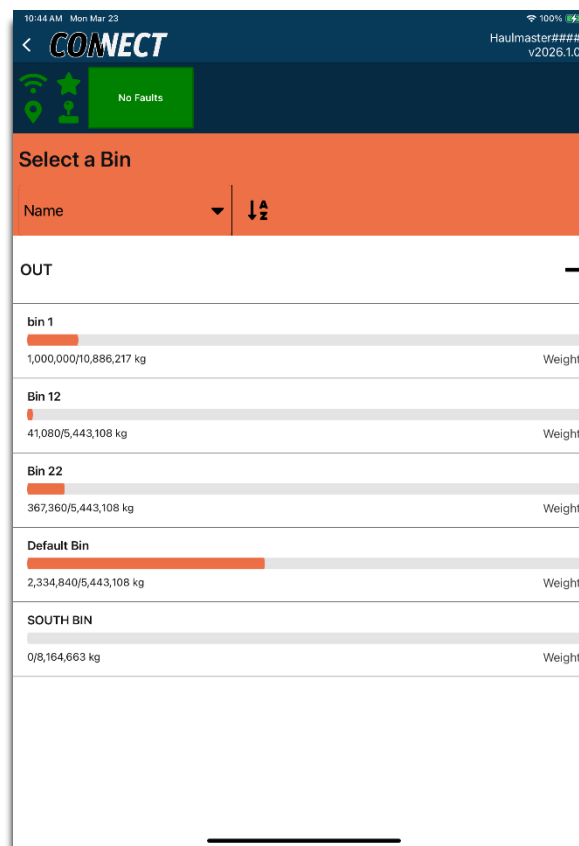 10:44 AM Mon Mar 23
100%
CONNECT
Haulmaster####
v2026.1.0
No Faults
Select a Bin
Name
A
Z
OUT
bin 1
1,000,000/10,886,217 kg
Weight
Bin 12
41,080/5,443,108 kg
Weight
Bin 22
367,360/5,443,108 kg
Weight
Default Bin
2,334,840/5,443,108 kg
Weight
SOUTH BIN
0/8,164,663 kg
Weight